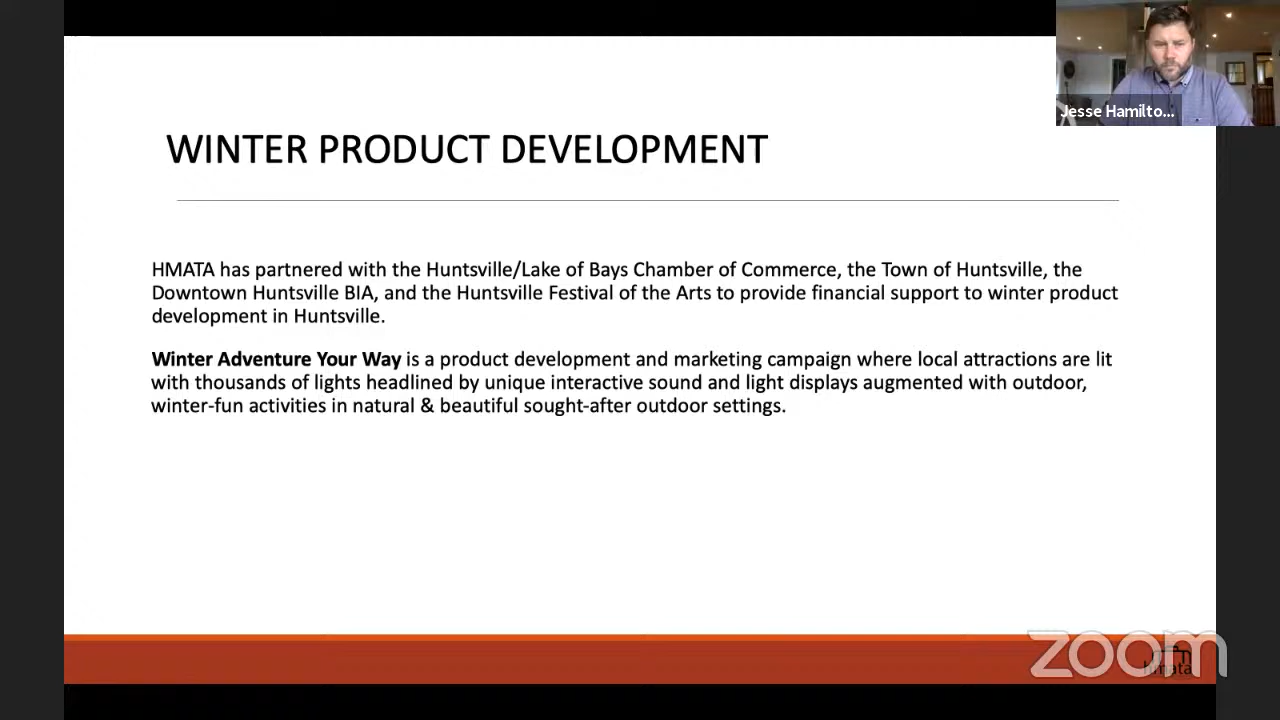 Jesse Hamilto...
WINTER PRODUCT DEVELOPMENT
HMATA has partnered with the Huntsville/Lake of Bays Chamber of Commerce, the Town of Huntsville, the
Downtown Huntsville BIA, and the Huntsville Festival of the Arts to provide financial support to winter product
development in Huntsville.
Winter Adventure Your Way is a product development and marketing campaign where local attractions are lit
with thousands of lights headlined by unique interactive sound and light displays augmented with outdoor,
winter-fun activities in natural & beautiful sought-after outdoor settings.
zoom
hmata